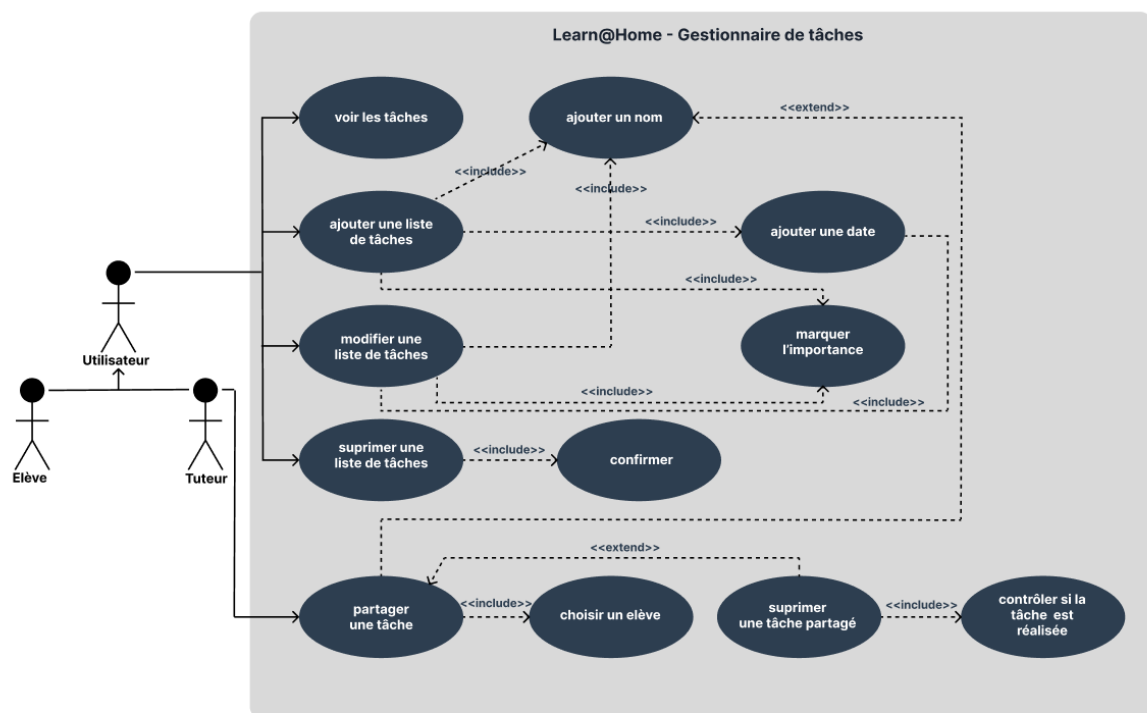 Learn@Home - Gestionnaire de tâches
voir les tâches
ajouter un nom
<<extend>>
<<include>>
<<include>>
ajouter une liste
de tâches
<<include>>
ajouter une date
<<include>>
modifier une
liste de tâches
marquer
l'importance
<<include>>
<<include>>
suprimer une
liste de tâches
<<include>>
confirmer
Utilisateur
Elève
Tuteur
<<extend>>
partager
une tâche
<<include>>
choisir un elève
suprimer
une tâche partagé
<<include>>
contrôler si la
tâche est
réalisée